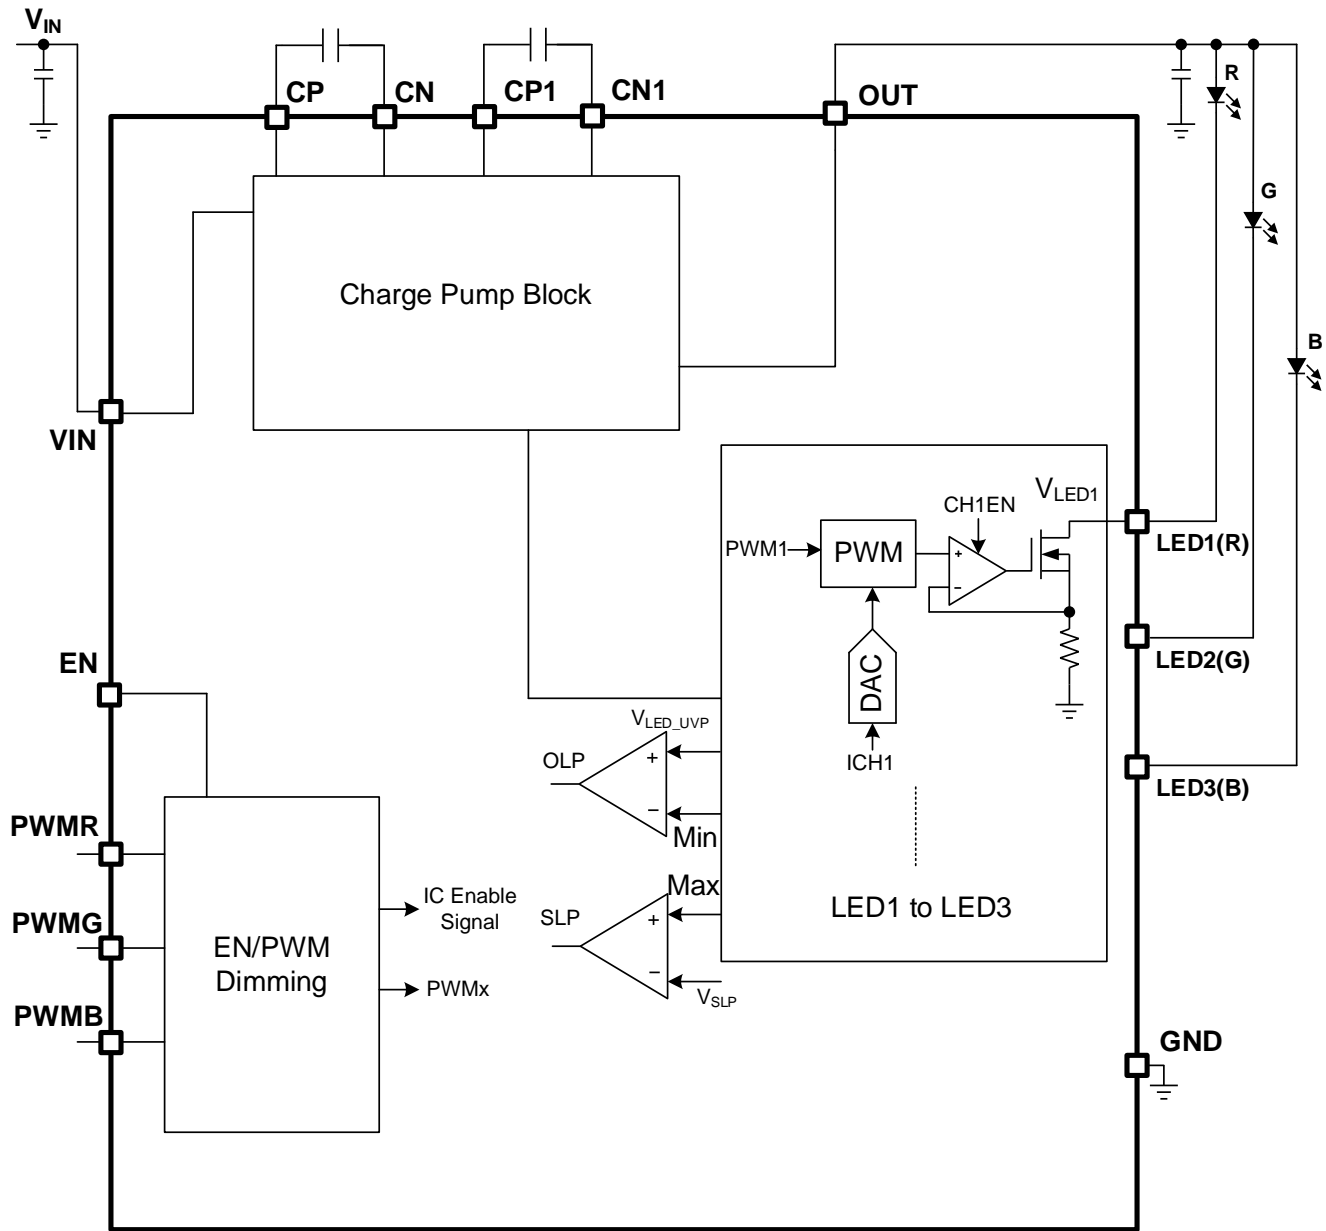 VIN
CP
CN
CP1
CN1
OUT
R
G
B
Charge Pump Block
VIN
VLED1
CH1EN
PWM1
PWM
LED1(R)
DAC
ICH1
LED2(G)
EN
VLED_UVP
OLP
+
−
Min
LED3(B)
PWMR
PWMG
PWMB
EN/PWM
Dimming
IC Enable
Signal
PWMx
Max
SLP
+
−
VSLP
LED1 to LED3
GND